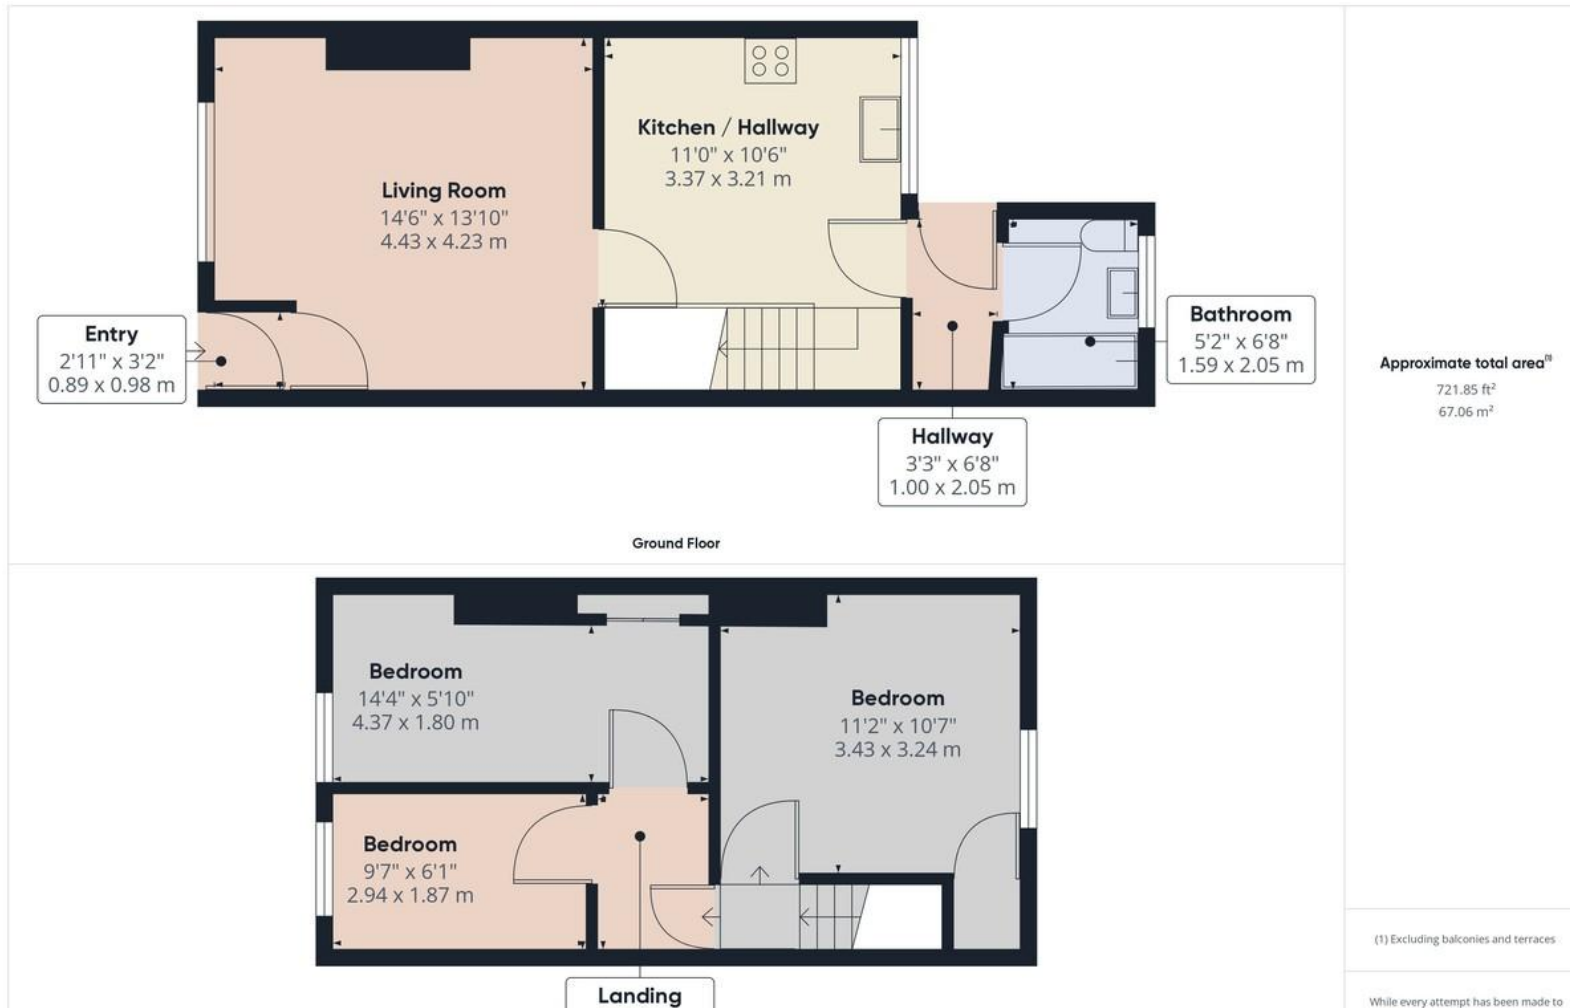 Living Room
14'6" x 13'10"
4.43 x 4.23 m
Kitchen / Hallway
11'0" x 10'6"
3.37 x 3.21 m
Entry
2'11" x 3'2"
0.89 x 0.98 m
Bathroom
5'2" x 6'8"
1.59 x 2.05 m
Hallway
3'3" x 6'8"
1.00 x 2.05 m
Ground Floor
Bedroom
14'4" x 5'10"
4.37 x 1.80 m
Bedroom
11'2" x 10'7"
3.43 x 3.24 m
Bedroom
9'7" x 6'1"
2.94 x 1.87 m
Landing
Approximate total area(1)
721.85 ft²
67.06 m²
(1) Excluding balconies and terraces
While every attempt has been made to